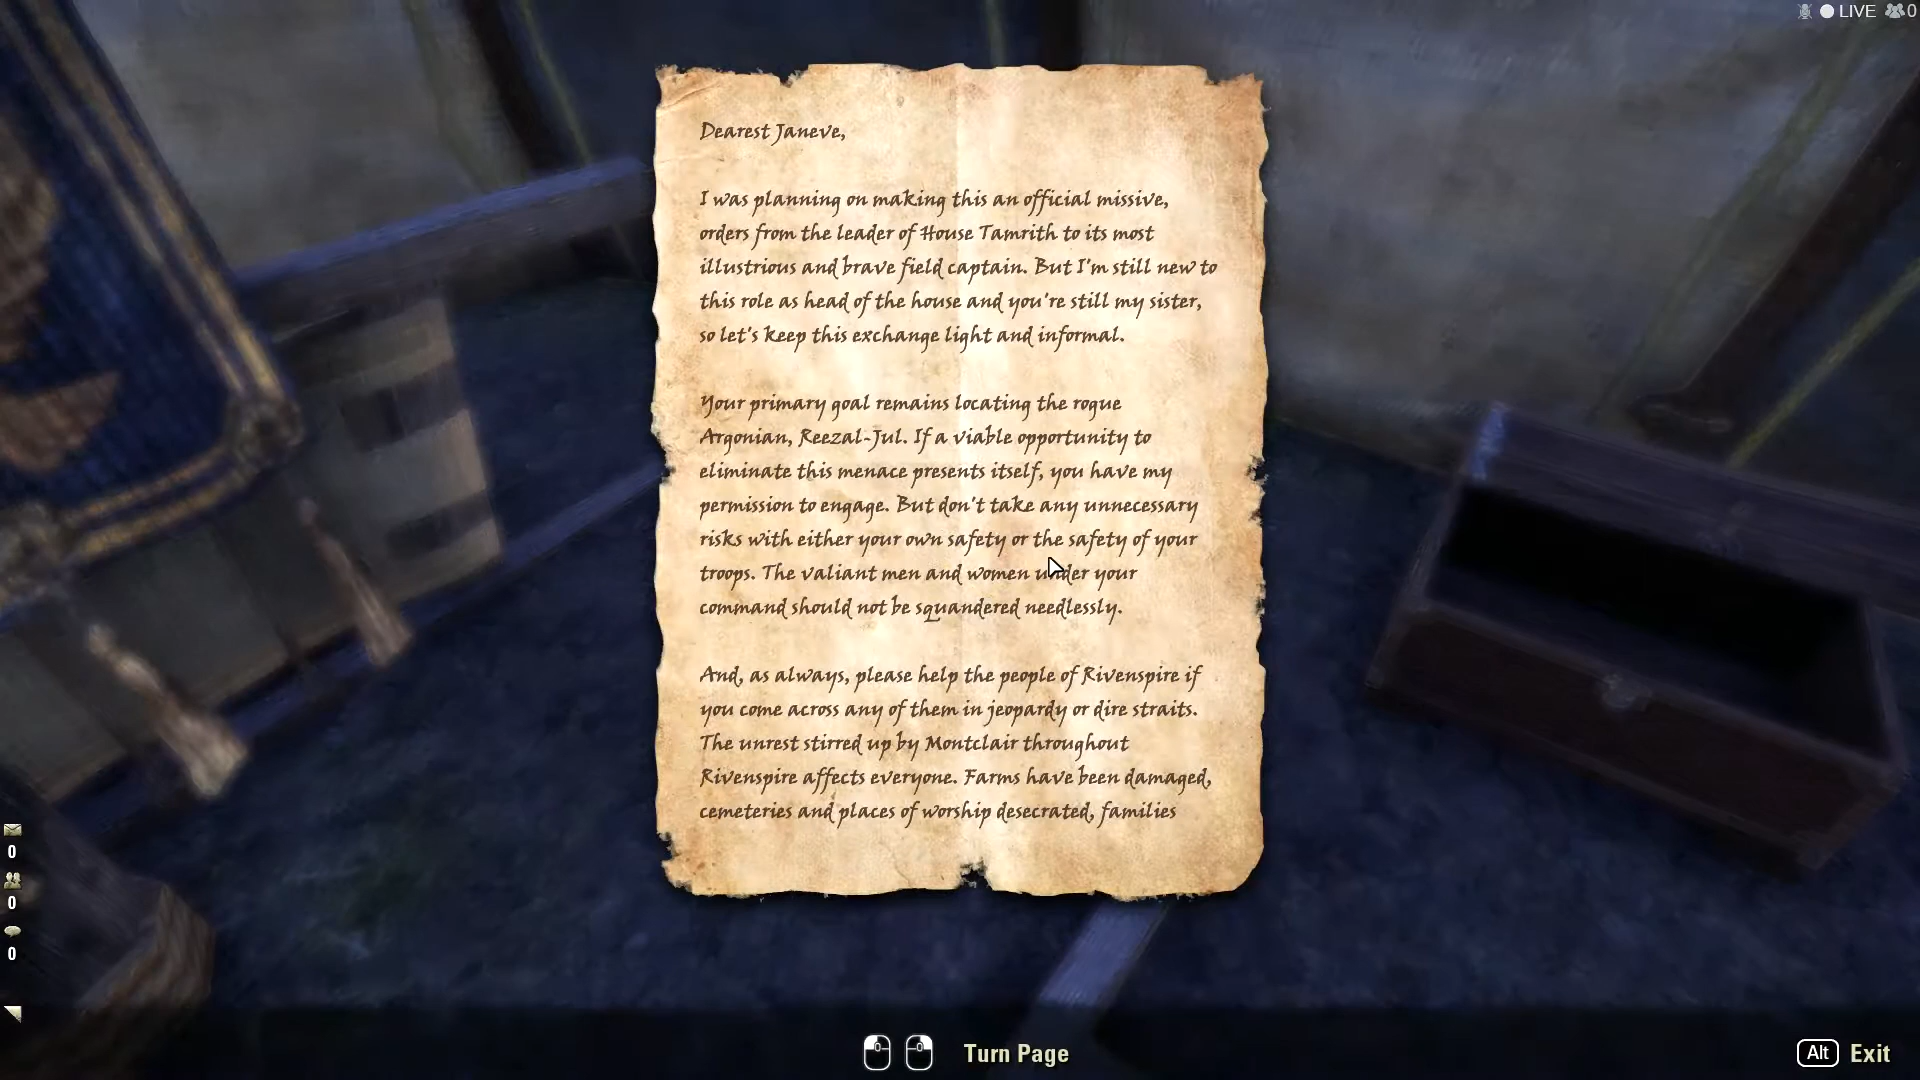 LIVE 0
Dearest Janeve,
I was planning on making this an official missive,
orders from the leader of House Tamrith to its most
illustrious and brave field captain. But I'm still new to
this role as head of the house and you're still my sister,
so let's keep this exchange light and informal.
Your primary goal remains locating the rogue
Argonian, Reezal-Jul. If a viable opportunity to
eliminate this menace presents itself, you have my
permission to engage. But don't take any unnecessary
risks with either your own safety or the safety of your
troops. The valiant men and women under your
command should not be squandered needlessly.
And, as always, please help the people of Rivenspire if
you come across any of them in jeopardy or dire straits.
The unrest stirred up by Montclair throughout
Rivenspire affects everyone. Farms have been damaged,
cemeteries and places of worship desecrated, families
0
0
0
Turn Page
Alt Exit